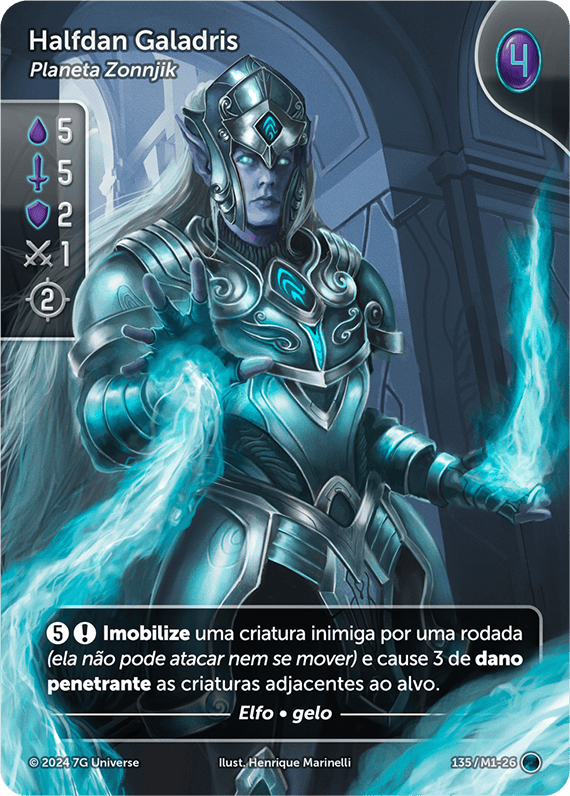 Halfdan Galadris
Planeta Zonnjik
4
5
5
2
1
2
5 ! Imobilize uma criatura inimiga por uma rodada
(ela não pode atacar nem se mover) e cause 3 de dano
penetrante as criaturas adjacentes ao alvo.
Elfo • gelo
© 2024 7G Universe
Ilust. Henrique Marinelli
135 / M1-26